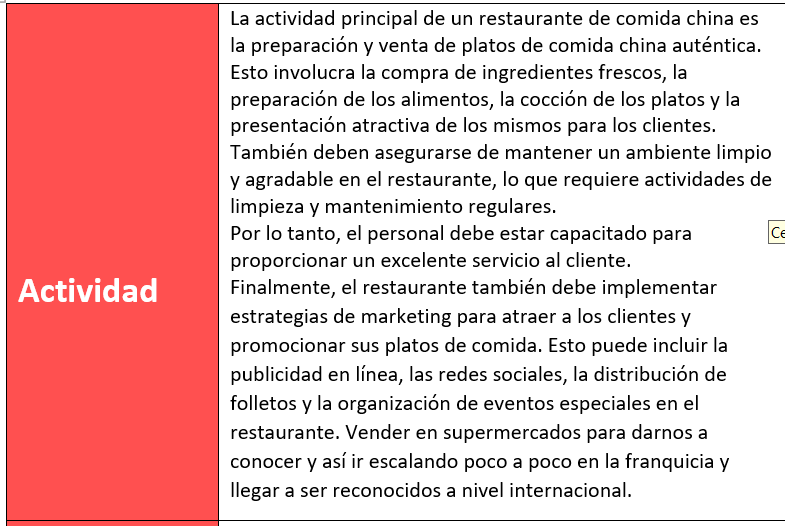 Actividad
La actividad principal de un restaurante de comida china es
la preparación y venta de platos de comida china auténtica.
Esto involucra la compra de ingredientes frescos, la
preparación de los alimentos, la cocción de los platos y la
presentación atractiva de los mismos para los clientes.
También deben asegurarse de mantener un ambiente limpio
y agradable en el restaurante, lo que requiere actividades de
limpieza y mantenimiento regulares.
Por lo tanto, el personal debe estar capacitado para
proporcionar un excelente servicio al cliente.
Finalmente, el restaurante también debe implementar
estrategias de marketing para atraer a los clientes y
promocionar sus platos de comida. Esto puede incluir la
publicidad en línea, las redes sociales, la distribución de
folletos y la organización de eventos especiales en el
restaurante. Vender en supermercados para darnos a
conocer y así ir escalando poco a poco en la franquicia y
llegar a ser reconocidos a nivel internacional.